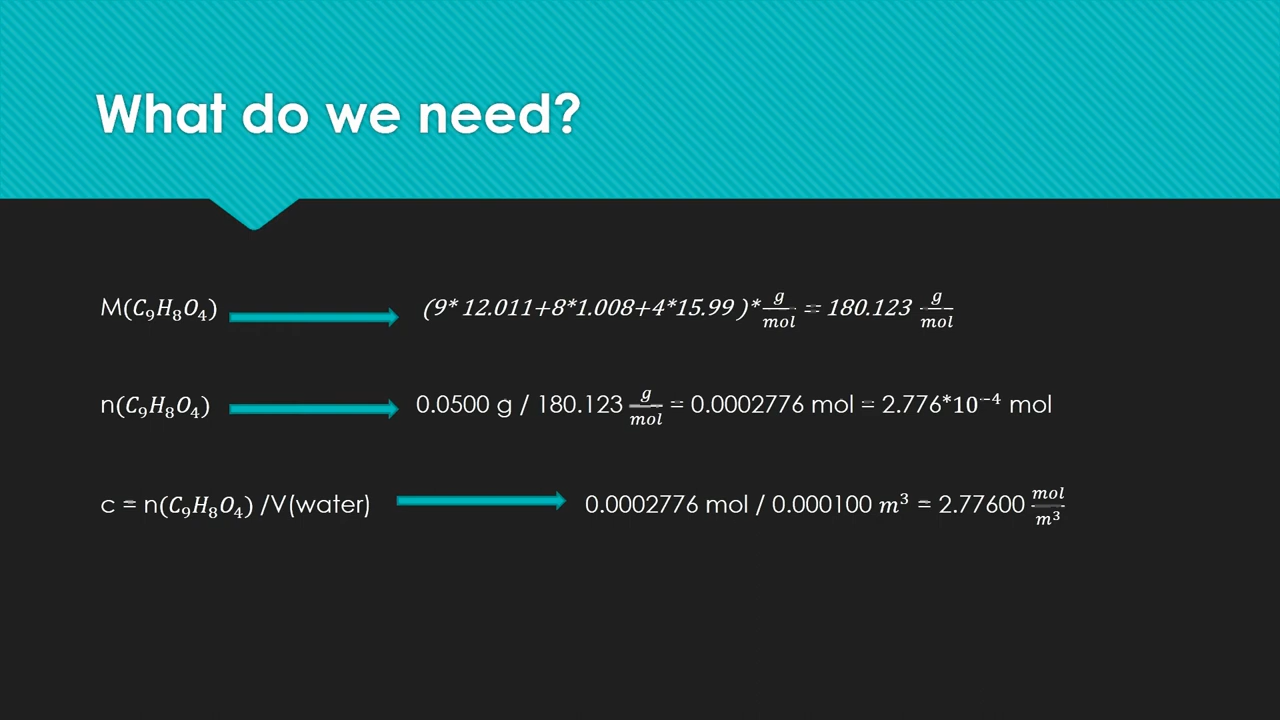 What do we need?
M(C₉H₈O₄) (9* 12.011+8*1.008+4*15.99 )* g/mol = 180.123 g/mol
n(C₉H₈O₄) 0.0500 g / 180.123 g/mol = 0.0002776 mol = 2.776*10⁻⁴ mol
c = n(C₉H₈O₄) /V(water) 0.0002776 mol / 0.000100 m³ = 2.77600 mol/m³